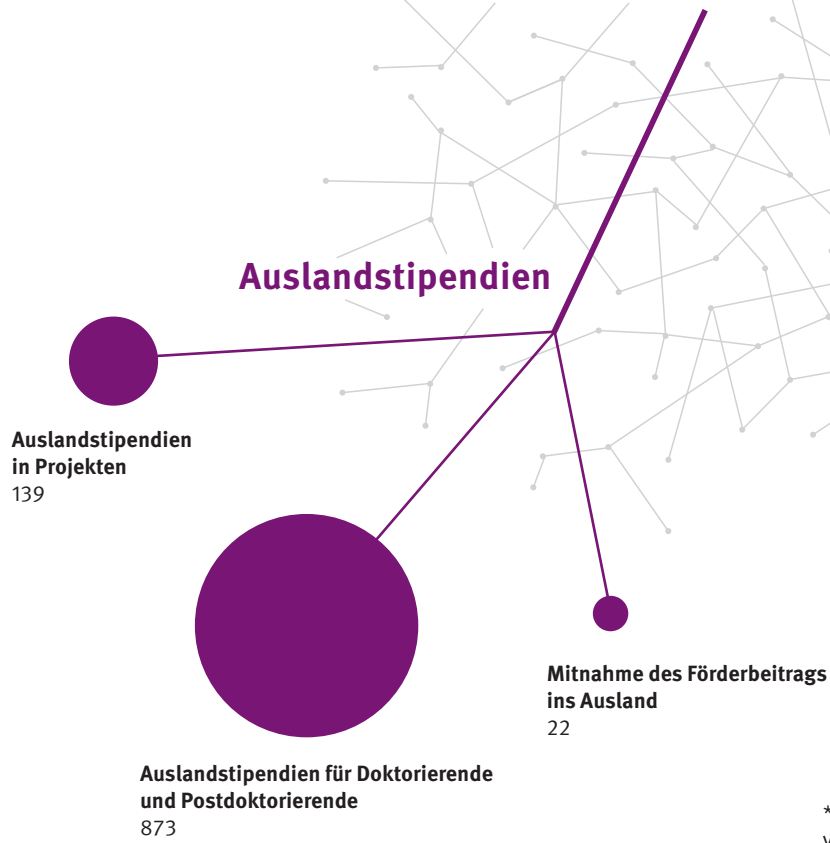 Auslandstipendien
Auslandstipendien
in Projekten
139
Mitnahme des Förderbeitrags
ins Ausland
22
Auslandstipendien für Doktorierende
und Postdoktorierende
873
*